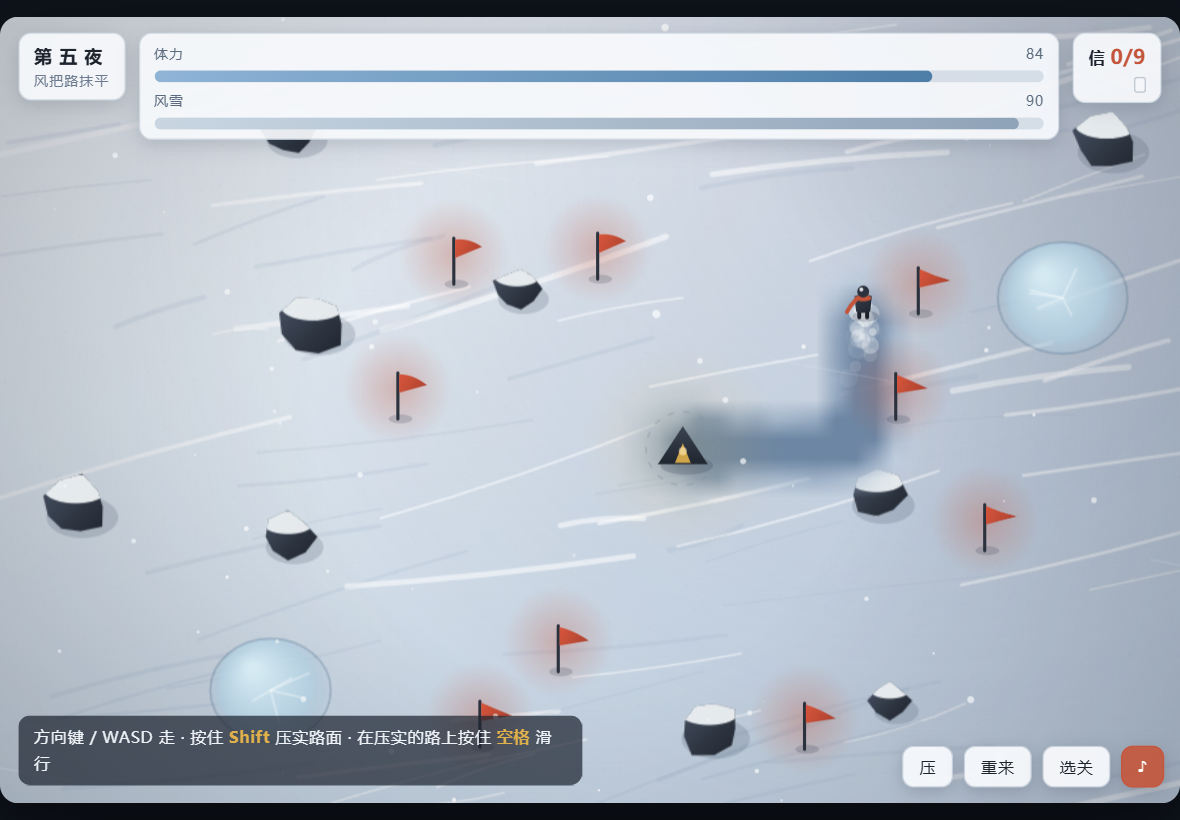 第五夜
风把路抹平
体力 84
风雪 90
信 0/9
方向键 / WASD 走 · 按住 Shift 压实路面 · 在压实的路上按住 空格 滑
行
压
重来
选关
♪